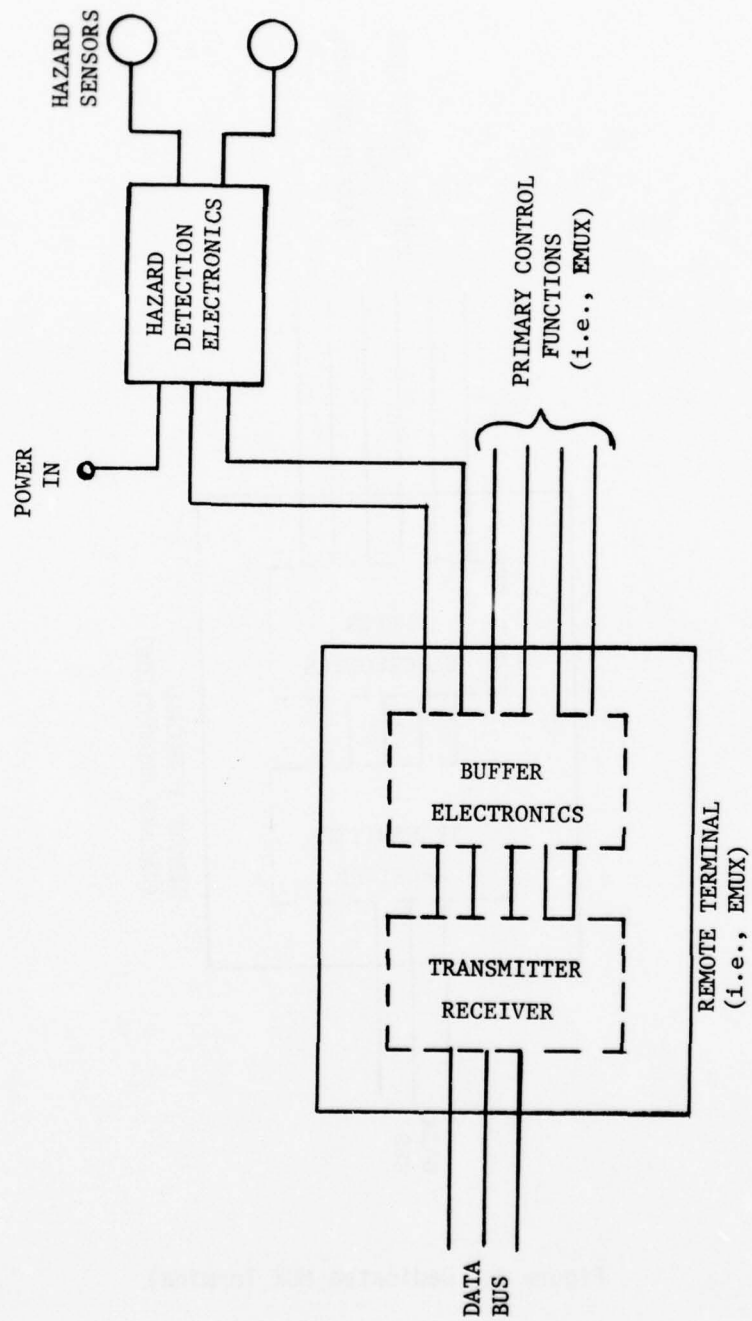 HAZARD
SENSORS
POWER
IN
HAZARD
DETECTION
ELECTRONICS
PRIMARY CONTROL
FUNCTIONS
(i.e., EMUX)
BUFFER
ELECTRONICS
TRANSMITTER
RECEIVER
REMOTE TERMINAL
(i.e., EMUX)
DATA
BUS